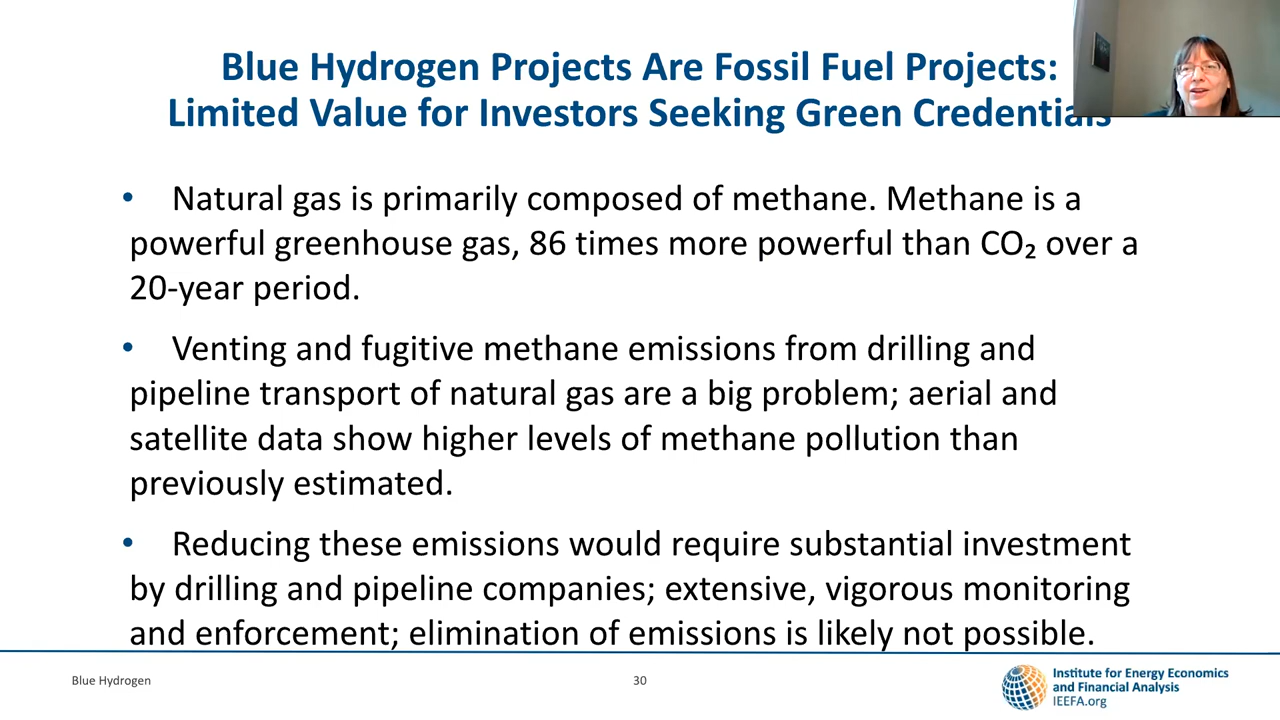 Blue Hydrogen Projects Are Fossil Fuel Projects:
Limited Value for Investors Seeking Green Credentials
• Natural gas is primarily composed of methane. Methane is a
powerful greenhouse gas, 86 times more powerful than CO₂ over a
20-year period.
• Venting and fugitive methane emissions from drilling and
pipeline transport of natural gas are a big problem; aerial and
satellite data show higher levels of methane pollution than
previously estimated.
• Reducing these emissions would require substantial investment
by drilling and pipeline companies; extensive, vigorous monitoring
and enforcement; elimination of emissions is likely not possible.
Blue Hydrogen
30
Institute for Energy Economics
and Financial Analysis
IEEFA.org